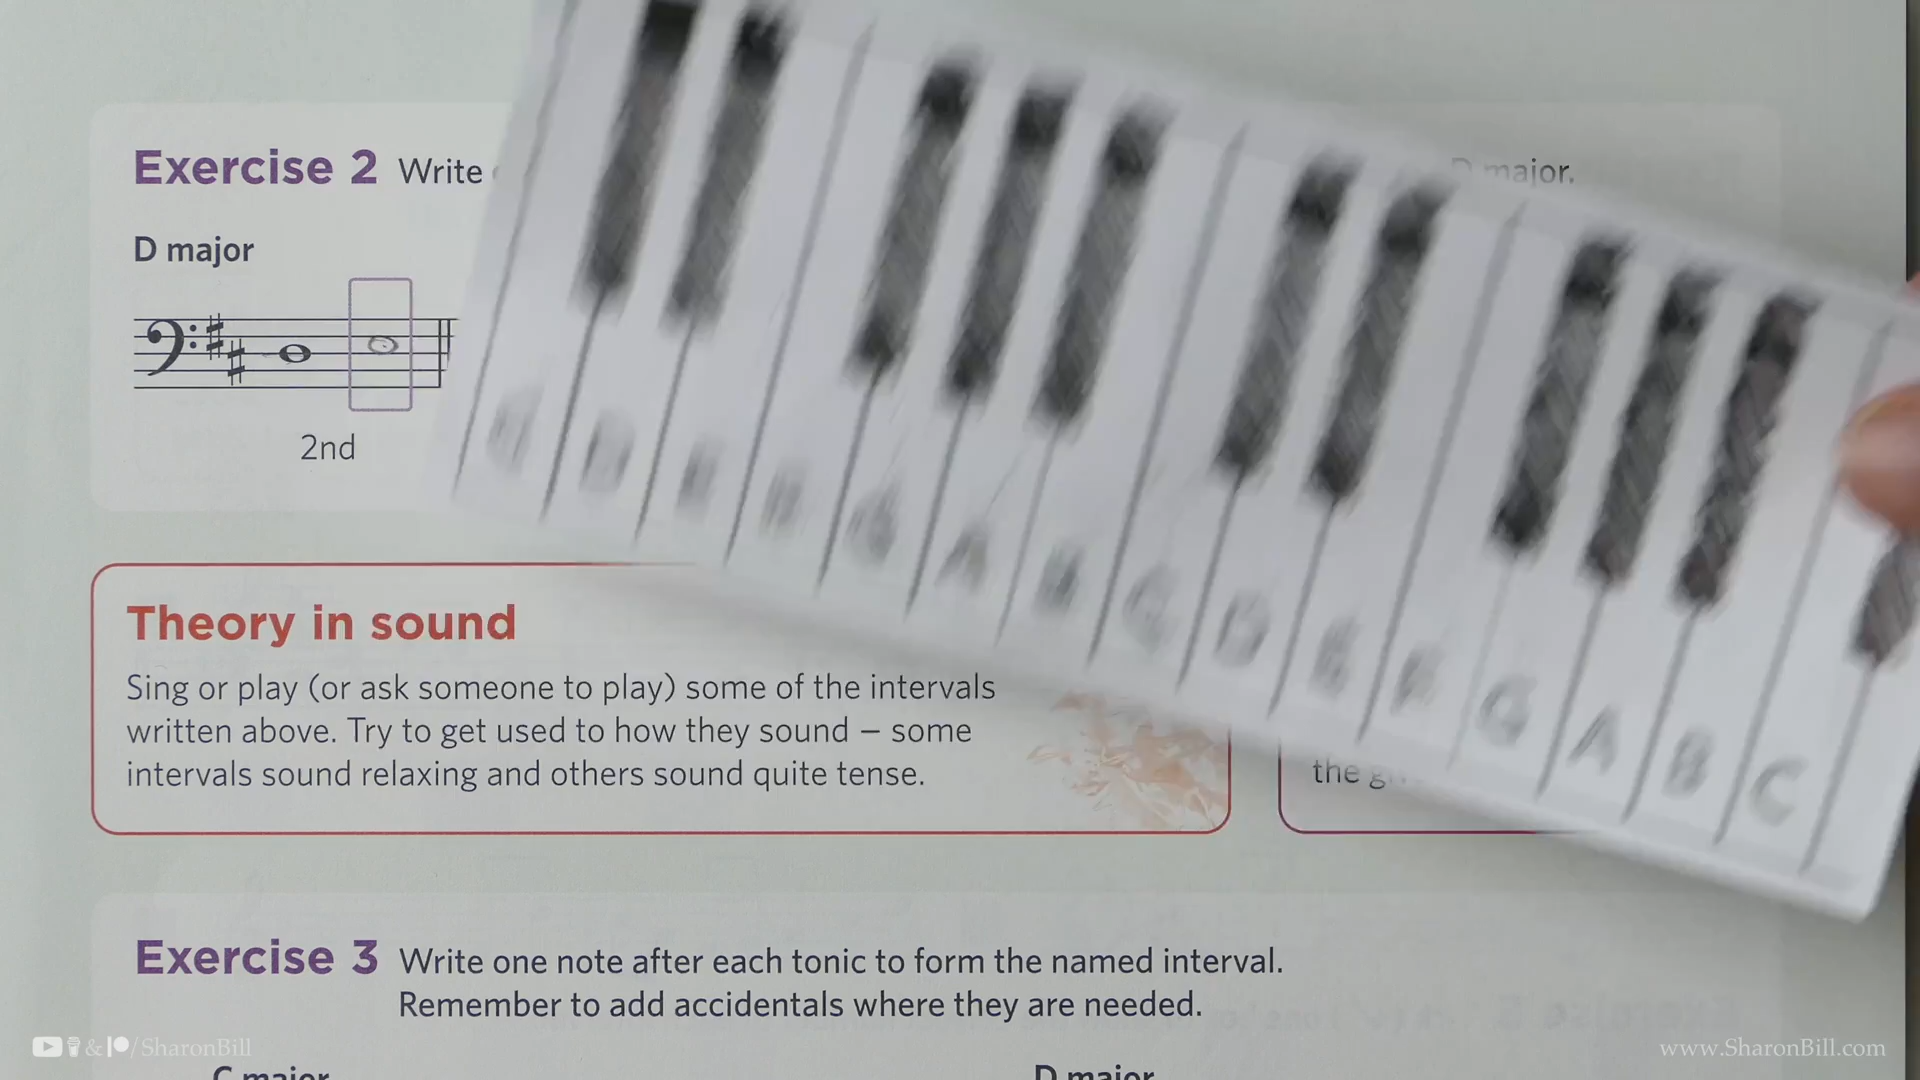 Exercise 2 Write
major.
D major
2nd
Theory in sound
Sing or play (or ask someone to play) some of the intervals
written above. Try to get used to how they sound – some
intervals sound relaxing and others sound quite tense.
the
A B C D E F G A B C
Exercise 3 Write one note after each tonic to form the named interval.
Remember to add accidentals where they are needed.
C major
D major
&/SharonBill
www.SharonBill.com